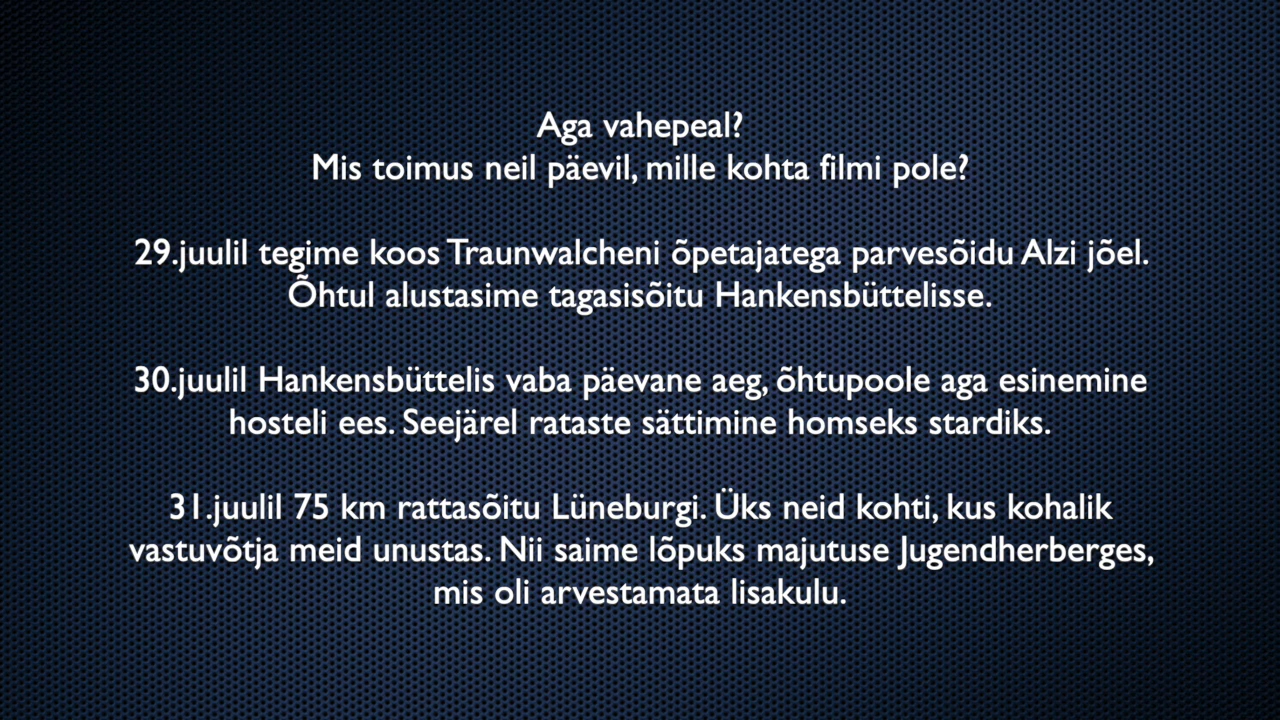 Aga vahepeal?
Mis toimus neil päevil, mille kohta filmi pole?
29.juulil tegime koos Traunwalcheni õpetajatega parvesõidu Alzi jõel.
Õhtul alustasime tagasisõitu Hankensbüttelisse.
30.juulil Hankensbüttelis vaba päevane aeg, õhtupoole aga esinemine
hosteli ees. Seejärel rataste sättimine homseks stardiks.
31.juulil 75 km rattasõitu Lüneburgi. Üks neid kohti, kus kohalik
vastuvõtja meid unustas. Nii saime lõpuks majutuse Jugendherberges,
mis oli arvestamata lisakulu.